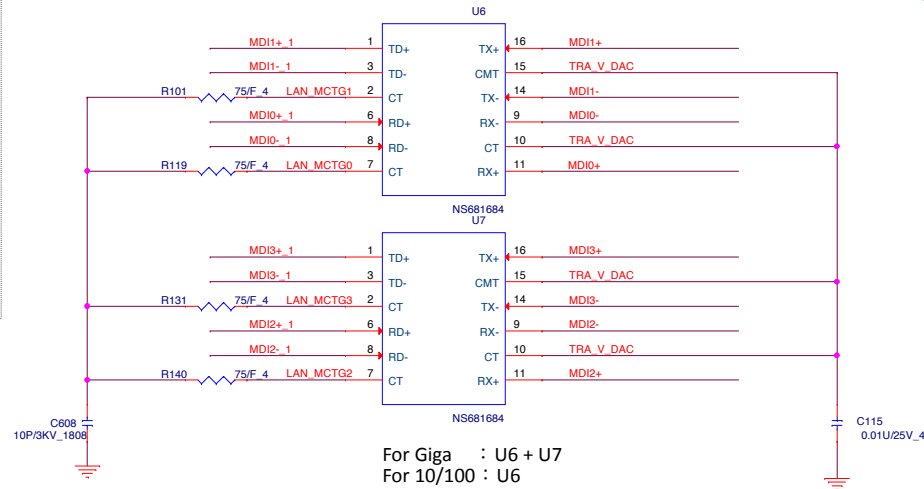 U6
MDI1+_1 1 TD+ TX+ 16 MDI1+
MDI1-_1 3 TD- CMT 15 TRA_V_DAC
R101 75/F_4 LAN_MCTG1 2 CT TX- 14 MDI1-
MDI0+_1 6 RD+ RX- 9 MDI0-
MDI0-_1 8 RD- CT 10 TRA_V_DAC
R119 75/F_4 LAN_MCTG0 7 CT RX+ 11 MDI0+
NS681684
U7
MDI3+_1 1 TD+ TX+ 16 MDI3+
MDI3-_1 3 TD- CMT 15 TRA_V_DAC
R131 75/F_4 LAN_MCTG3 2 CT TX- 14 MDI3-
MDI2+_1 6 RD+ RX- 9 MDI2-
MDI2-_1 8 RD- CT 10 TRA_V_DAC
R140 75/F_4 LAN_MCTG2 7 CT RX+ 11 MDI2+
NS681684
C608
10P/3KV_1808
C115
0.01U/25V_4
For Giga : U6 + U7
For 10/100 : U6